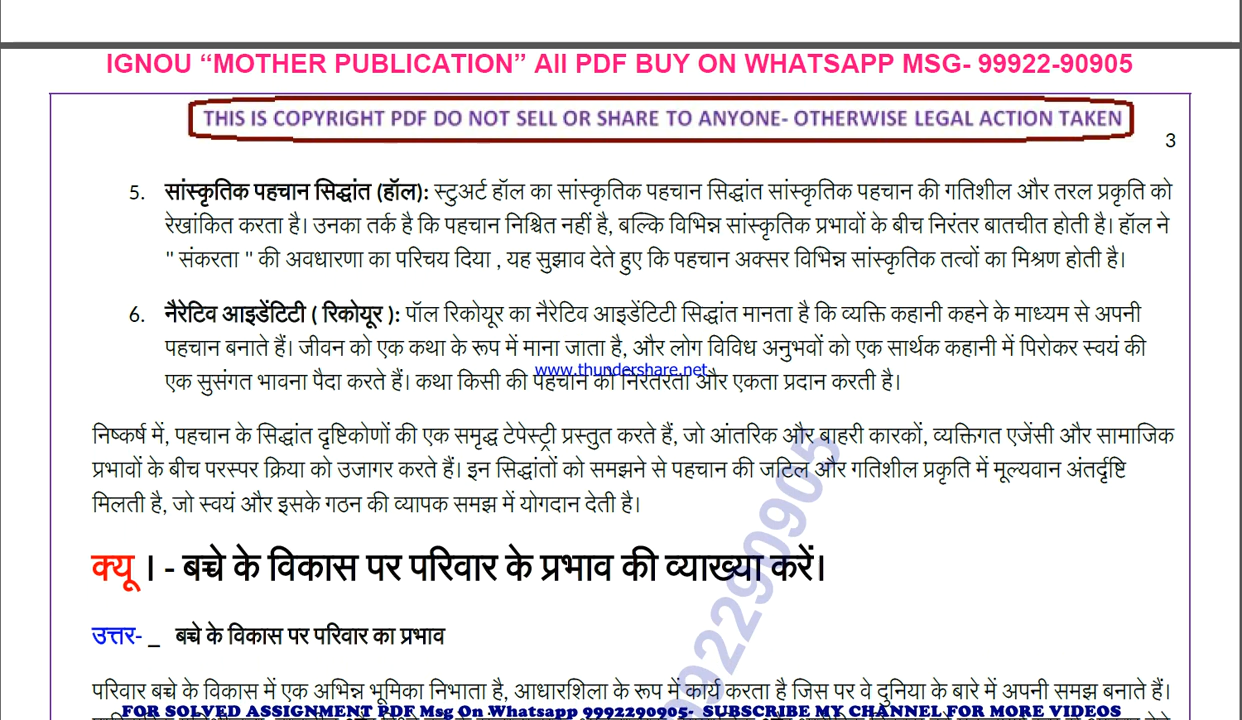 IGNOU “MOTHER PUBLICATION” All PDF BUY ON WHATSAPP MSG- 99922-90905
THIS IS COPYRIGHT PDF DO NOT SELL OR SHARE TO ANYONE- OTHERWISE LEGAL ACTION TAKEN
3
5. सांस्कृतिक पहचान सिद्धांत (हॉल): स्टुअर्ट हॉल का सांस्कृतिक पहचान सिद्धांत सांस्कृतिक पहचान की गतिशील और तरल प्रकृति को
रेखांकित करता है। उनका तर्क है कि पहचान निश्चित नहीं है, बल्कि विभिन्न सांस्कृतिक प्रभावों के बीच निरंतर बातचीत होती है। हॉल ने
" संकरता " की अवधारणा का परिचय दिया , यह सुझाव देते हुए कि पहचान अक्सर विभिन्न सांस्कृतिक तत्वों का मिश्रण होती है।
6. नैरेटिव आइडेंटिटी ( रिकोयूर ): पॉल रिकोयूर का नैरेटिव आइडेंटिटी सिद्धांत मानता है कि व्यक्ति कहानी कहने के माध्यम से अपनी
पहचान बनाते हैं। जीवन को एक कथा के रूप में माना जाता है, और लोग विविध अनुभवों को एक सार्थक कहानी में पिरोकर स्वयं की
www.thundershare.net
एक सुसंगत भावना पैदा करते हैं। कथा किसी की पहचान को निरंतरता और एकता प्रदान करती है।
निष्कर्ष में, पहचान के सिद्धांत दृष्टिकोणों की एक समृद्ध टेपेस्ट्री प्रस्तुत करते हैं, जो आंतरिक और बाहरी कारकों, व्यक्तिगत एजेंसी और सामाजिक
प्रभावों के बीच परस्पर क्रिया को उजागर करते हैं। इन सिद्धांतों को समझने से पहचान की जटिल और गतिशील प्रकृति में मूल्यवान अंतर्दृष्टि
मिलती है, जो स्वयं और इसके गठन की व्यापक समझ में योगदान देती है।
क्यू । - बच्चे के विकास पर परिवार के प्रभाव की व्याख्या करें।
उत्तर- _ बच्चे के विकास पर परिवार का प्रभाव
परिवार बच्चे के विकास में एक अभिन्न भूमिका निभाता है, आधारशिला के रूप में कार्य करता है जिस पर वे दुनिया के बारे में अपनी समझ बनाते हैं।
FOR SOLVED ASSIGNMENT PDF Msg On Whatsapp 9992290905- SUBSCRIBE MY CHANNEL FOR MORE VIDEOS